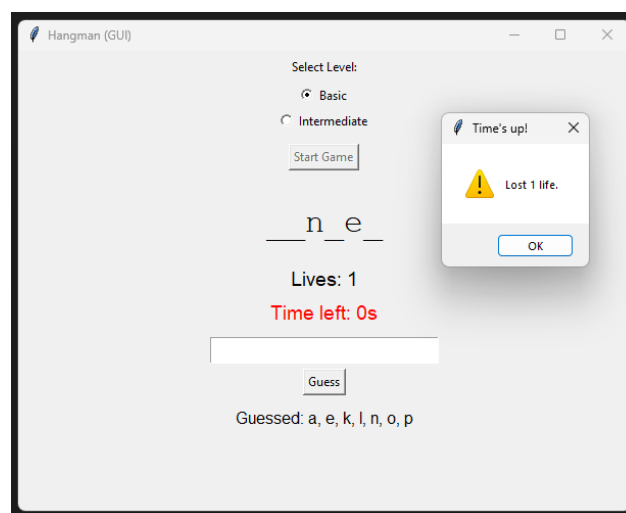 Hangman (GUI)
Select Level:
Basic
Intermediate
Start Game
Time's up!
Lost 1 life.
OK
__n_e_
Lives: 1
Time left: 0s
Guess
Guessed: a, e, k, l, n, o, p